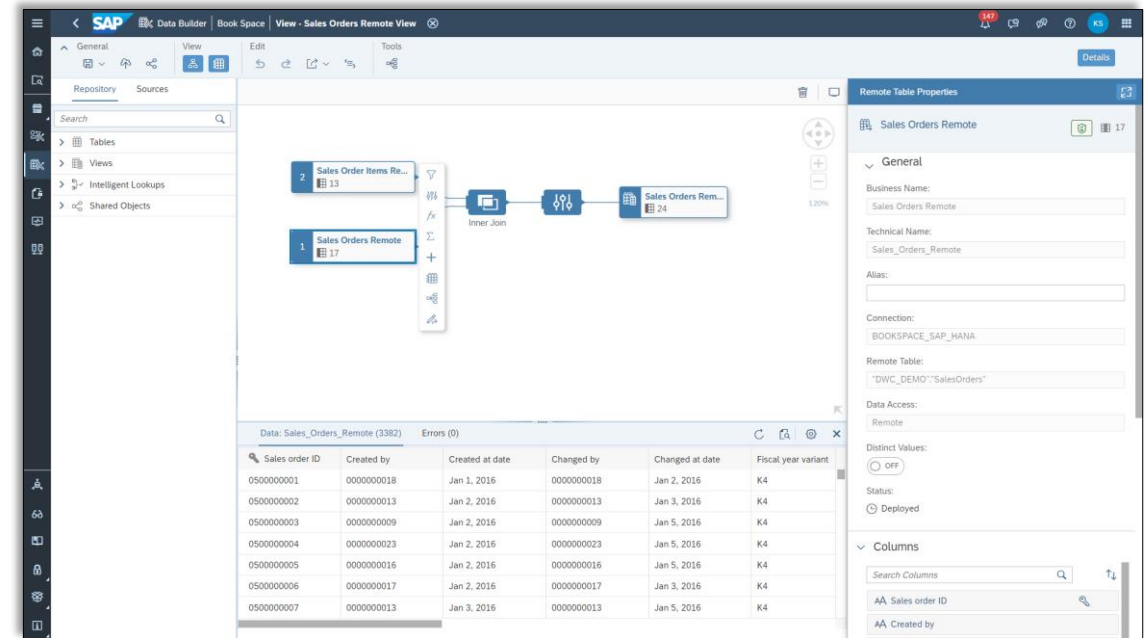 SAP Data Builder Book Space View - Sales Orders Remote View 147 KS
General View Edit Tools Details
Repository Sources
Search
Tables
Views
Intelligent Lookups
Shared Objects
2 Sales Order Items Re...
13
1 Sales Orders Remote
17
fx
Σ
Inner Join
Sales Orders Rem...
24
120%
Data: Sales_Orders_Remote (3382) Errors (0)
Sales order ID Created by Created at date Changed by Changed at date Fiscal year variant
0500000001 0000000018 Jan 1, 2016 0000000018 Jan 2, 2016 K4
0500000002 0000000013 Jan 2, 2016 0000000013 Jan 3, 2016 K4
0500000003 0000000009 Jan 2, 2016 0000000009 Jan 5, 2016 K4
0500000004 0000000023 Jan 2, 2016 0000000023 Jan 5, 2016 K4
0500000005 0000000016 Jan 2, 2016 0000000016 Jan 5, 2016 K4
0500000006 0000000017 Jan 2, 2016 0000000017 Jan 3, 2016 K4
0500000007 0000000013 Jan 3, 2016 0000000013 Jan 5, 2016 K4
Remote Table Properties
Sales Orders Remote 17
General
Business Name:
Sales Orders Remote
Technical Name:
Sales_Orders_Remote
Alias:
Connection:
BOOKSPACE_SAP_HANA
Remote Table:
"DWC_DEMO"."SalesOrders"
Data Access:
Remote
Distinct Values:
OFF
Status:
Deployed
Columns
Search Columns
AA Sales order ID
AA Created by